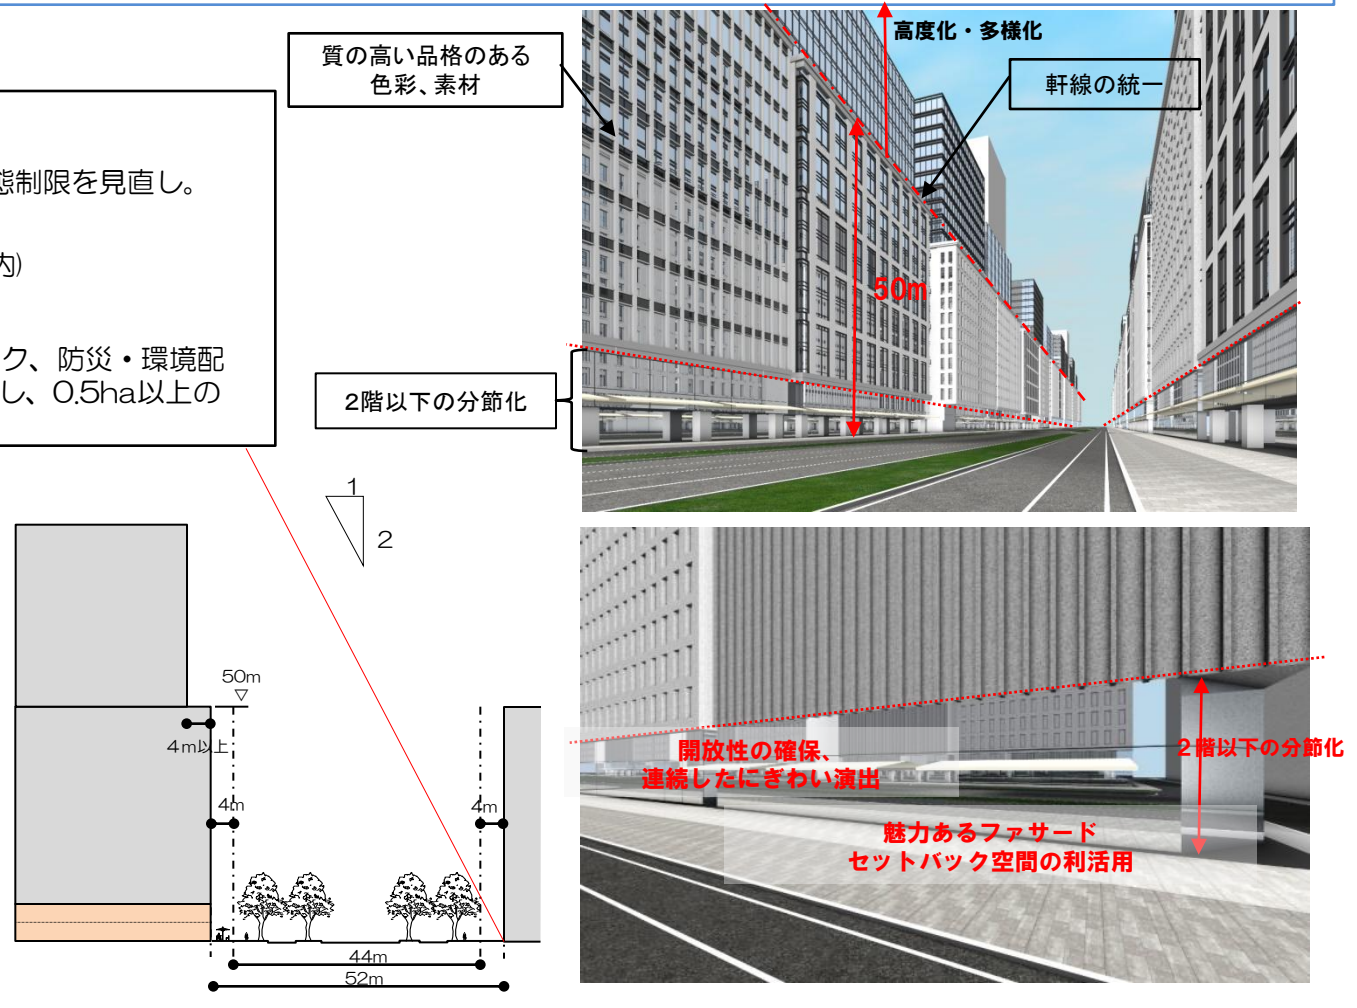 高度化・多様化
質の高い品格のある
色彩、素材
軒線の統一
態制限を見直し。
内)
ク、防災・環境配
し、0.5ha以上の
50m
2階以下の分節化
1
2
50m
4m以上
4m
4m
44m
52m
開放性の確保、
連続したにぎわい演出
2階以下の分節化
魅力あるファサード
セットバック空間の利活用